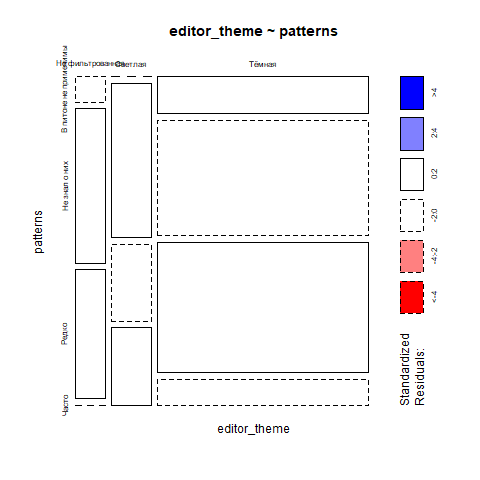 editor_theme ~ patterns
Не фильтрованная
Светлая
Тёмная
В питоне не применимы
Не знал о них
Редко
Часто
patterns
editor_theme
>4
2:4
0:2
-2:0
-4:-2
<-4
Standardized
Residuals: